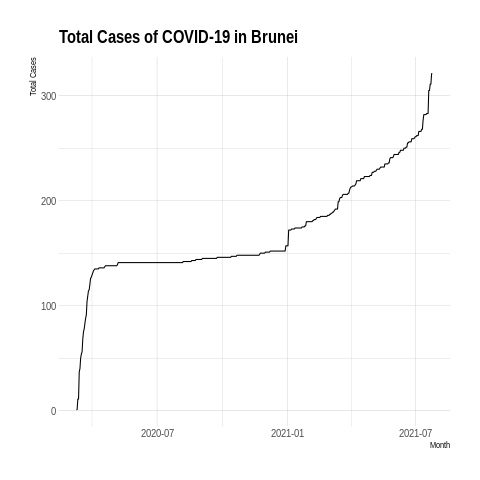 Total Cases of COVID-19 in Brunei
Total Cases
300
200
100
0
2020-07
2021-01
2021-07
Month